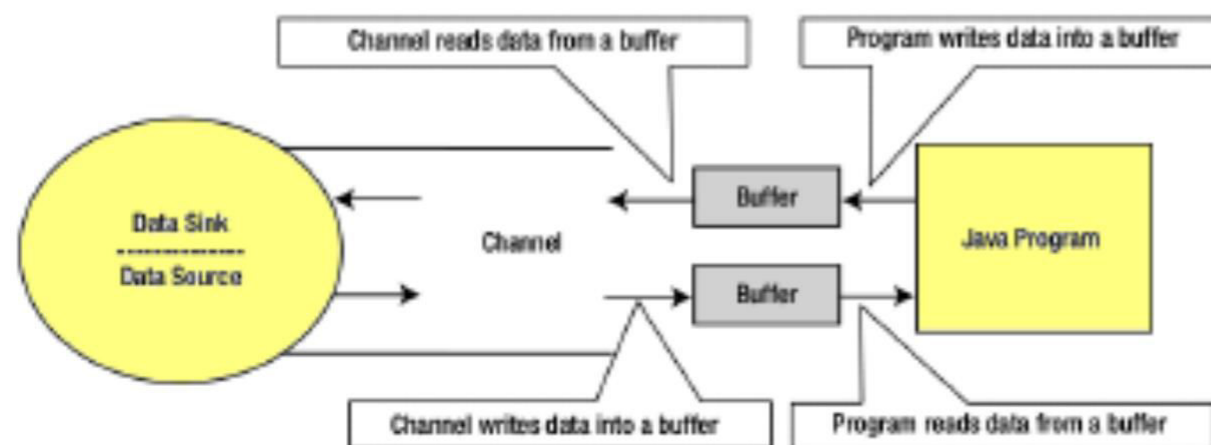 Channel reads data from a buffer
Program writes data into a buffer
Data Sink
Data Source
Channel
Buffer
Buffer
Java Program
Channel writes data into a buffer
Program reads data from a buffer